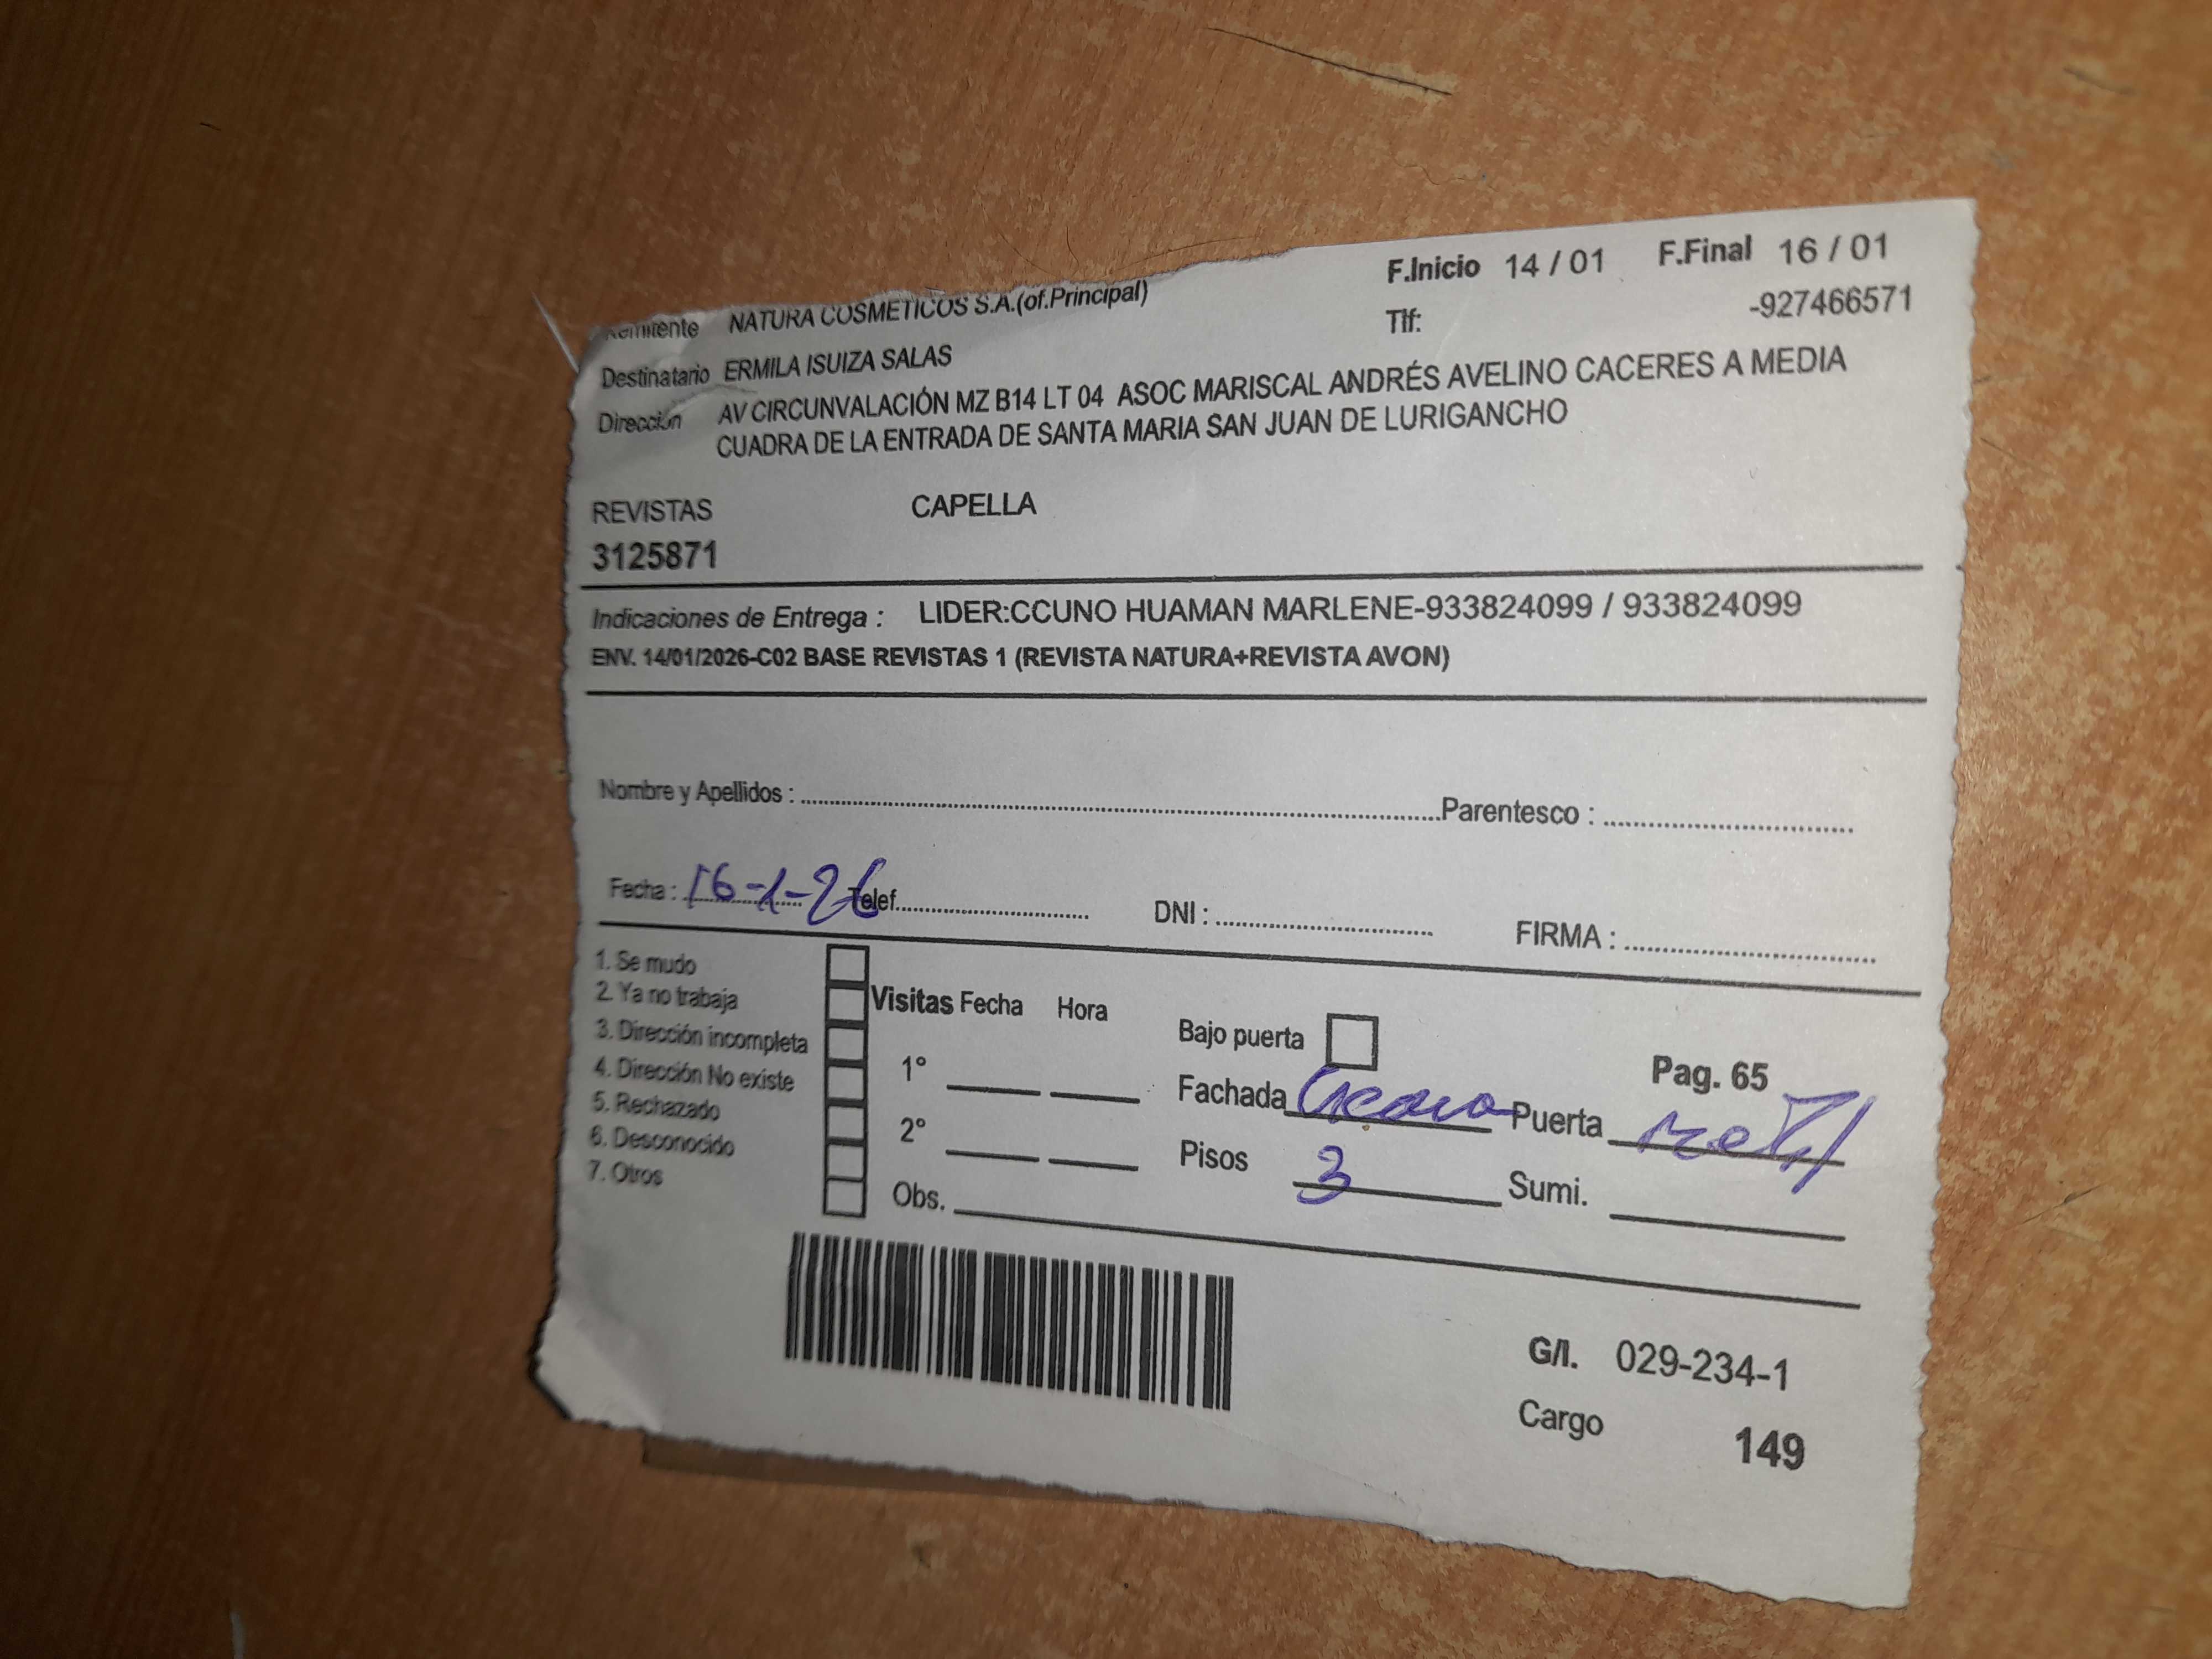 F.Inicio 14 / 01 F.Final 16 / 01
Remitente NATURA COSMETICOS S.A.(of.Principal) Tlf: -927466571
Destinatario ERMILA ISUIZA SALAS
Dirección AV CIRCUNVALACIÓN MZ B14 LT 04 ASOC MARISCAL ANDRÉS AVELINO CACERES A MEDIA
CUADRA DE LA ENTRADA DE SANTA MARIA SAN JUAN DE LURIGANCHO
REVISTAS CAPELLA
3125871
Indicaciones de Entrega : LIDER:CCUNO HUAMAN MARLENE-933824099 / 933824099
ENV. 14/01/2026-C02 BASE REVISTAS 1 (REVISTA NATURA+REVISTA AVON)
Nombre y Apellidos : Parentesco :
Fecha : 16-1-26 Telef. DNI : FIRMA :
1. Se mudo
2. Ya no trabaja
3. Dirección incompleta
4. Dirección No existe
5. Rechazado
6. Desconocido
7. Otros
Visitas Fecha Hora
1°
2°
Obs.
Bajo puerta
Fachada Puerta
Pisos 3 Sumi.
Pag. 65
G/I. 029-234-1
Cargo 149